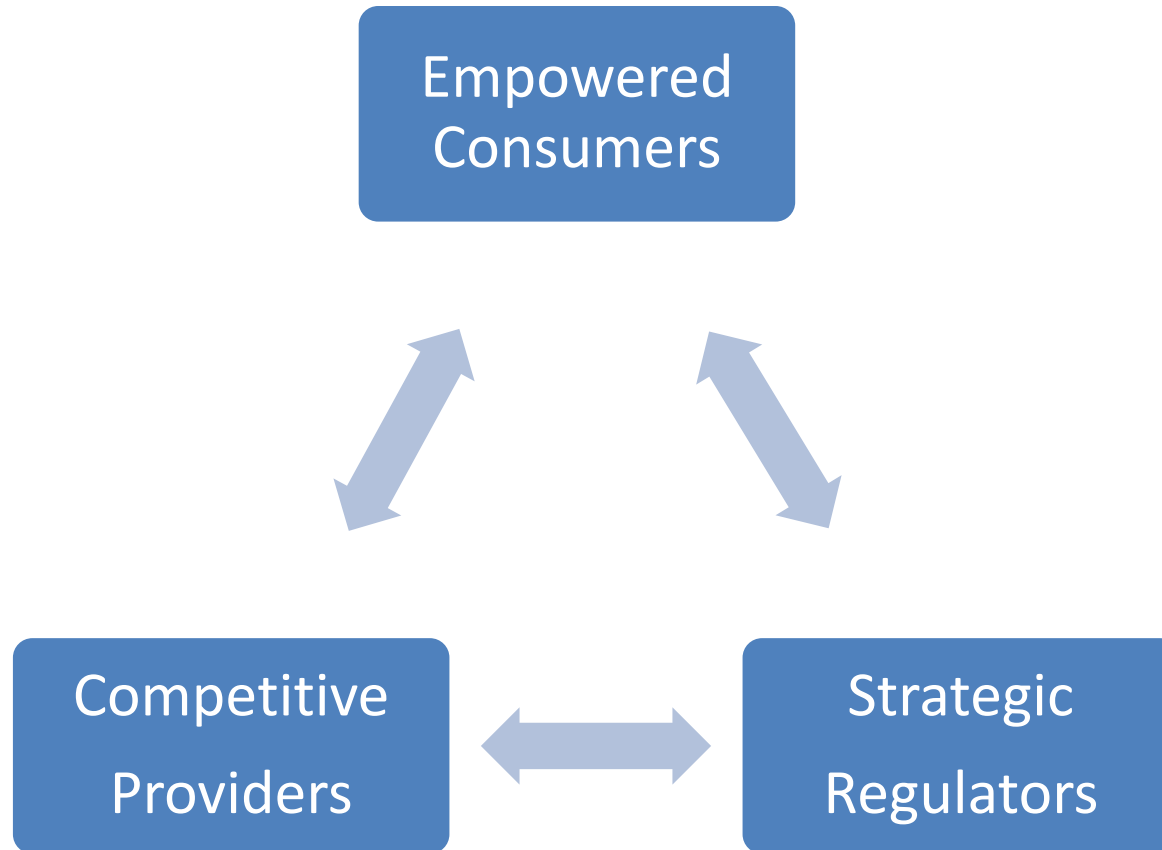 Empowered
Consumers
Competitive
Providers
Strategic
Regulators